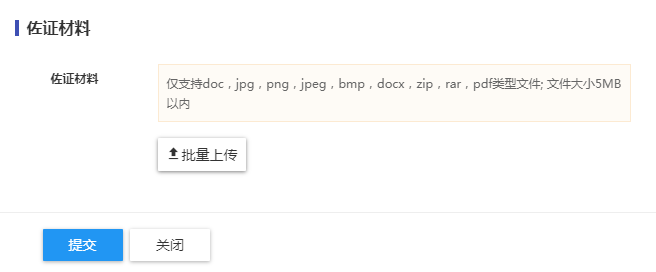 佐证材料
佐证材料
仅支持doc，jpg，png，jpeg，bmp，docx，zip，rar，pdf类型文件; 文件大小5MB
以内
批量上传
提交
关闭